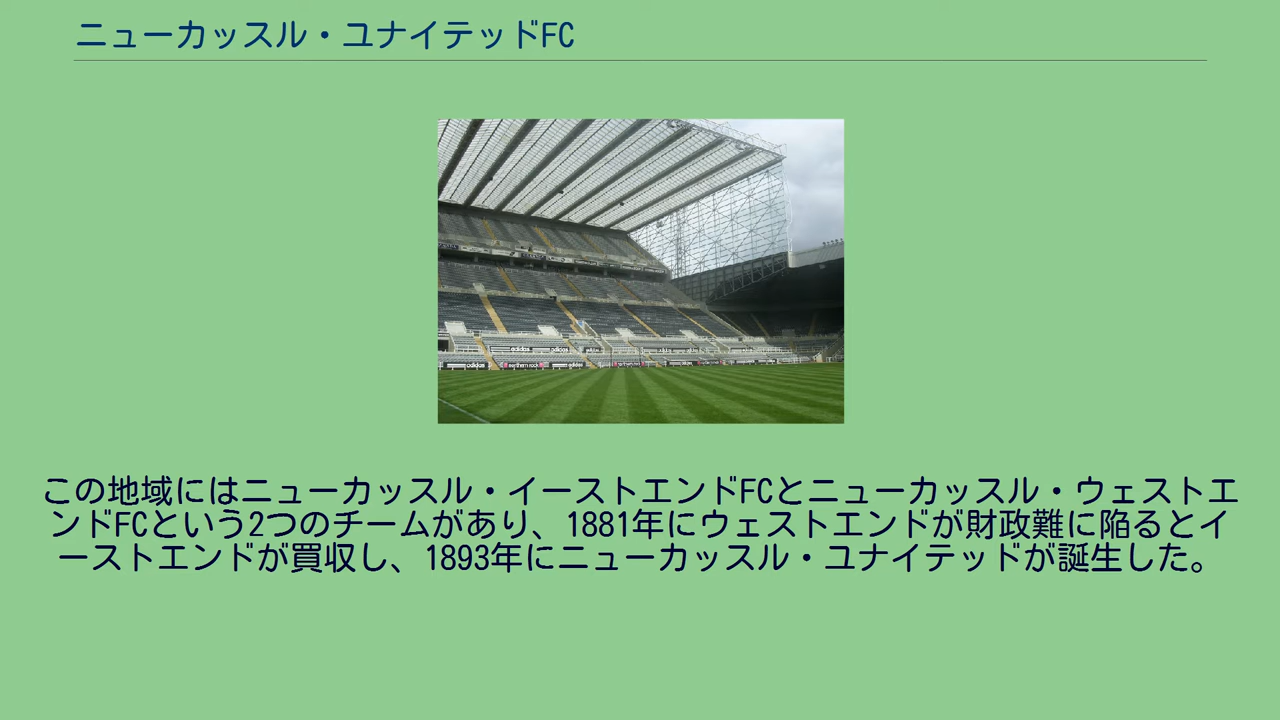 ニューカッスル・ユナイテッドFC
adidas
adidas
adidas
northern rock
adidas
この地域にはニューカッスル・イーストエンドFCとニューカッスル・ウェストエ
ンドFCという2つのチームがあり、1881年にウェストエンドが財政難に陥るとイ
ーストエンドが買収し、1893年にニューカッスル・ユナイテッドが誕生した。